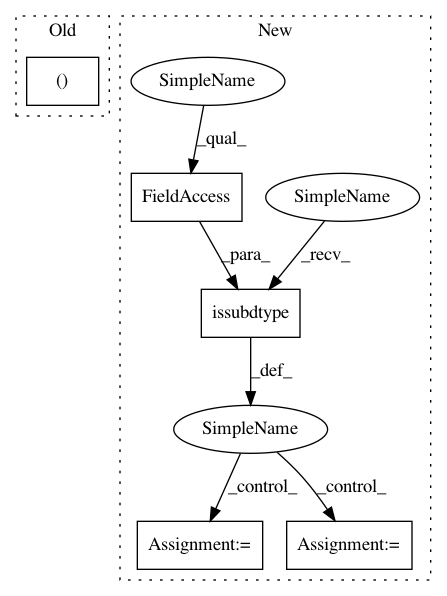 Old
New
()
SimpleName
_qual_
FieldAccess
SimpleName
_para_
_recv_
issubdtype
_def_
SimpleName
_control_
_control_
Assignment:=
Assignment:=